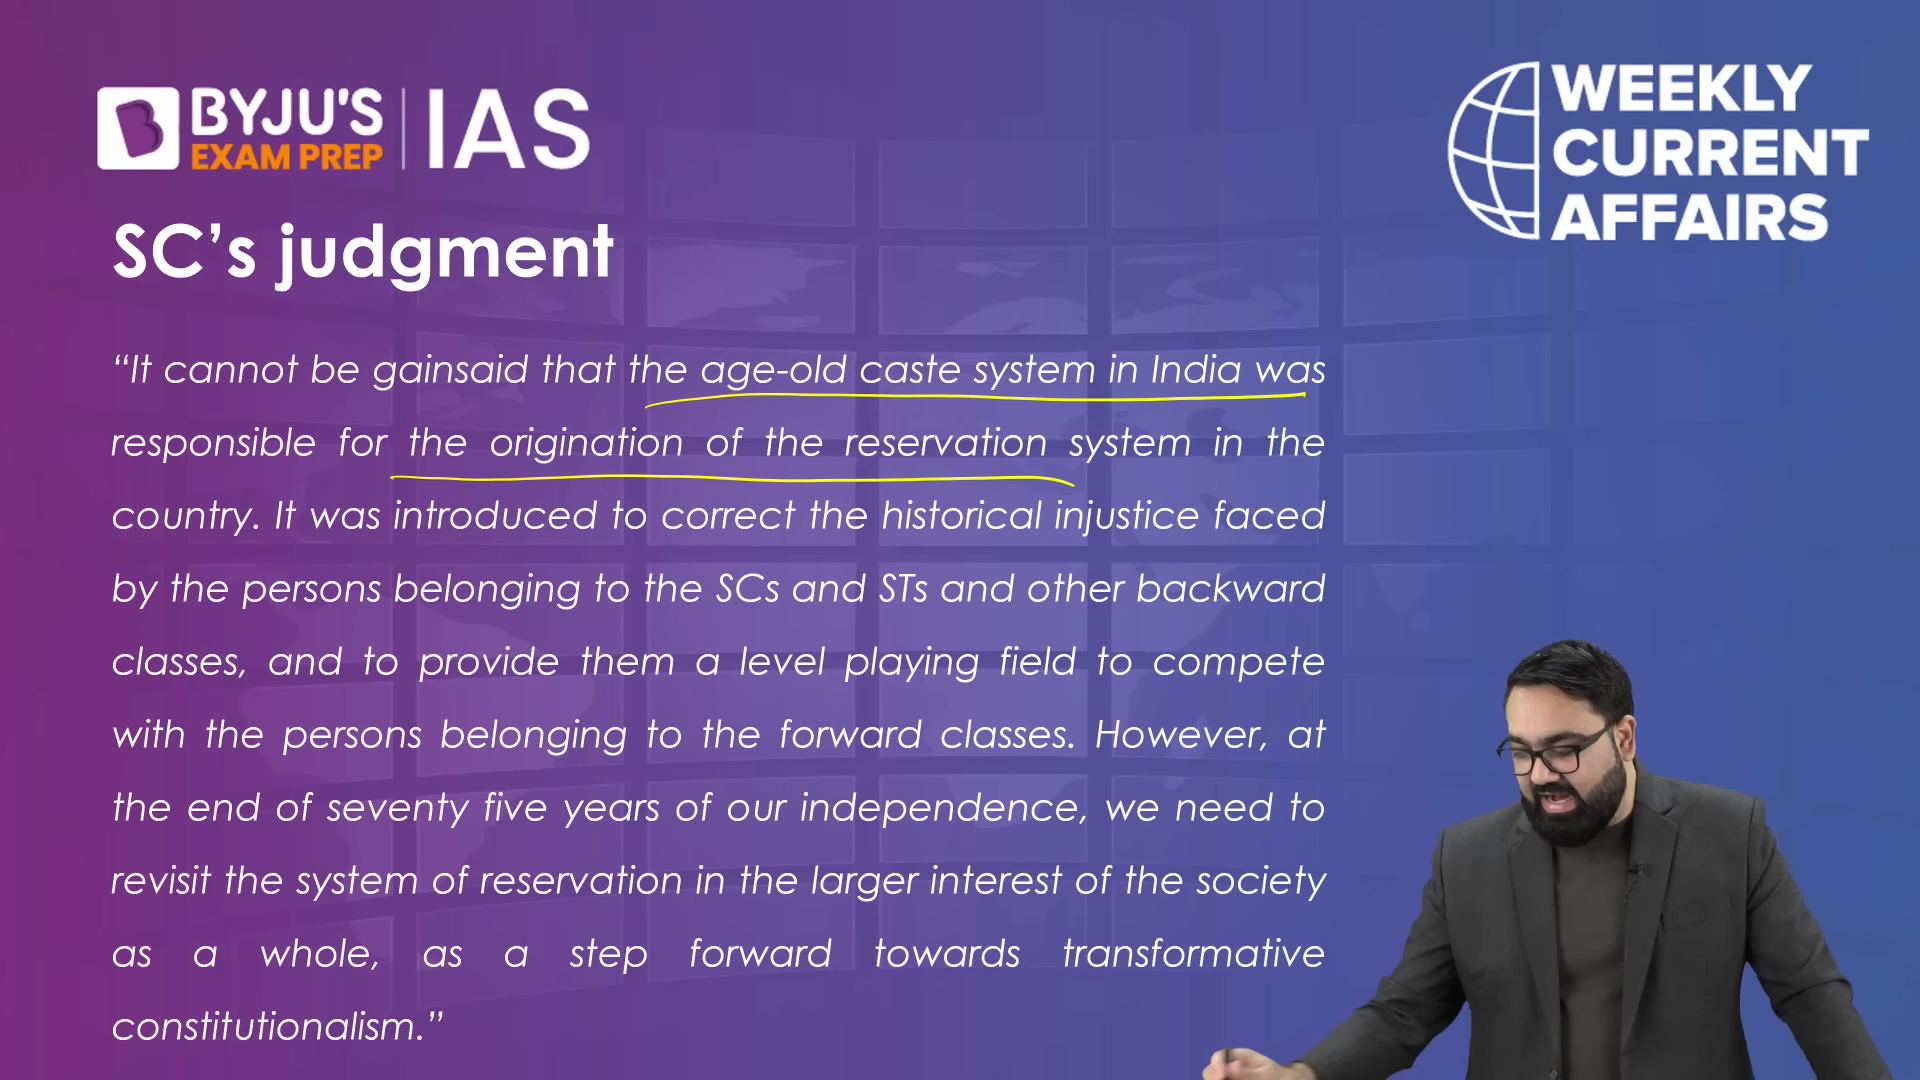 BYJU'S
EXAM PREP
IAS
WEEKLY
CURRENT
AFFAIRS
SC’s judgment
“It cannot be gainsaid that the age-old caste system in India was
responsible for the origination of the reservation system in the
country. It was introduced to correct the historical injustice faced
by the persons belonging to the SCs and STs and other backward
classes, and to provide them a level playing field to compete
with the persons belonging to the forward classes. However, at
the end of seventy five years of our independence, we need to
revisit the system of reservation in the larger interest of the society
as a whole, as a step forward towards transformative
constitutionalism.”